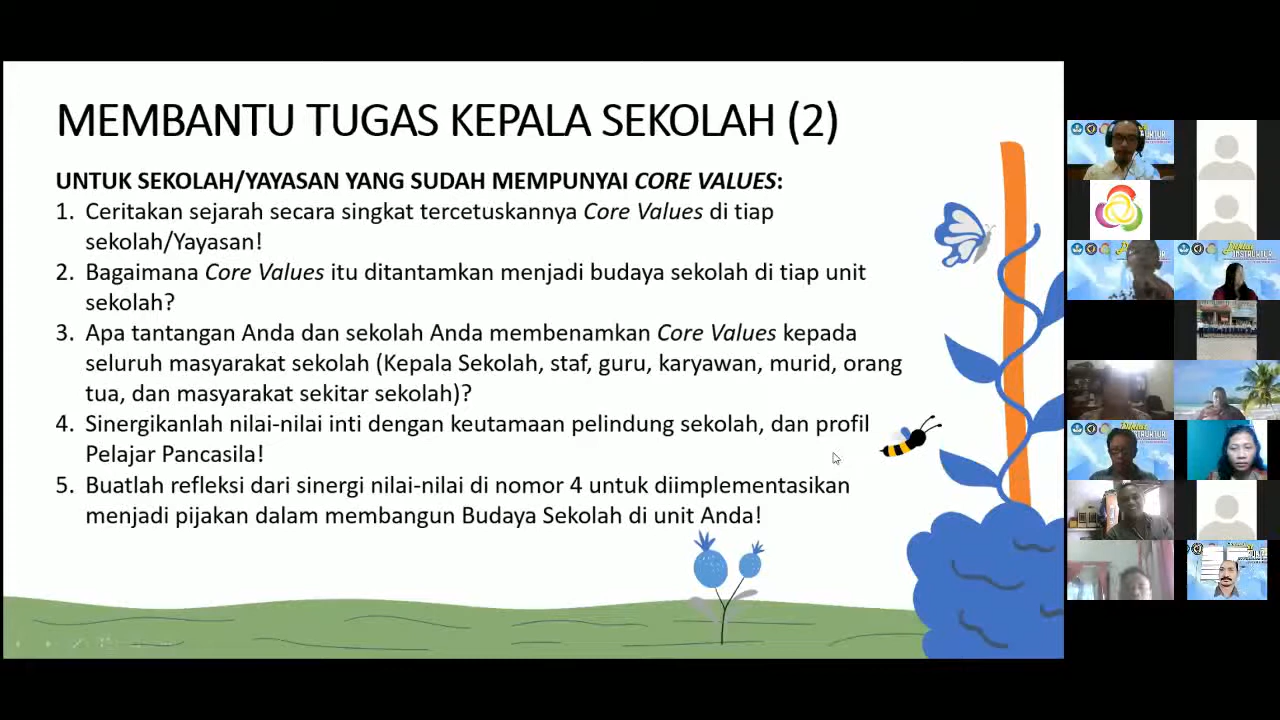 MEMBANTU TUGAS KEPALA SEKOLAH (2)
UNTUK SEKOLAH/YAYASAN YANG SUDAH MEMPUNYAI CORE VALUES:
1. Ceritakan sejarah secara singkat tercetuskannya Core Values di tiap
sekolah/Yayasan!
2. Bagaimana Core Values itu ditantamkan menjadi budaya sekolah di tiap unit
sekolah?
3. Apa tantangan Anda dan sekolah Anda membenamkan Core Values kepada
seluruh masyarakat sekolah (Kepala Sekolah, staf, guru, karyawan, murid, orang
tua, dan masyarakat sekitar sekolah)?
4. Sinergikanlah nilai-nilai inti dengan keutamaan pelindung sekolah, dan profil
Pelajar Pancasila!
5. Buatlah refleksi dari sinergi nilai-nilai di nomor 4 untuk diimplementasikan
menjadi pijakan dalam membangun Budaya Sekolah di unit Anda!